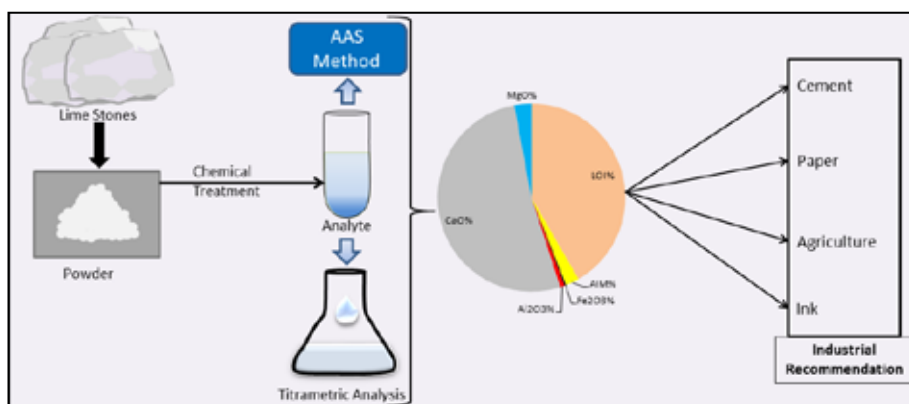 AAS
Method
Lime Stones
Chemical
Treatment
Powder
Analyte
Titrametric Analysis
MgO%
LOI%
CaO%
AIM%
Fe2O3%
Al2O3%
Cement
Paper
Agriculture
Ink
Industrial
Recommendation